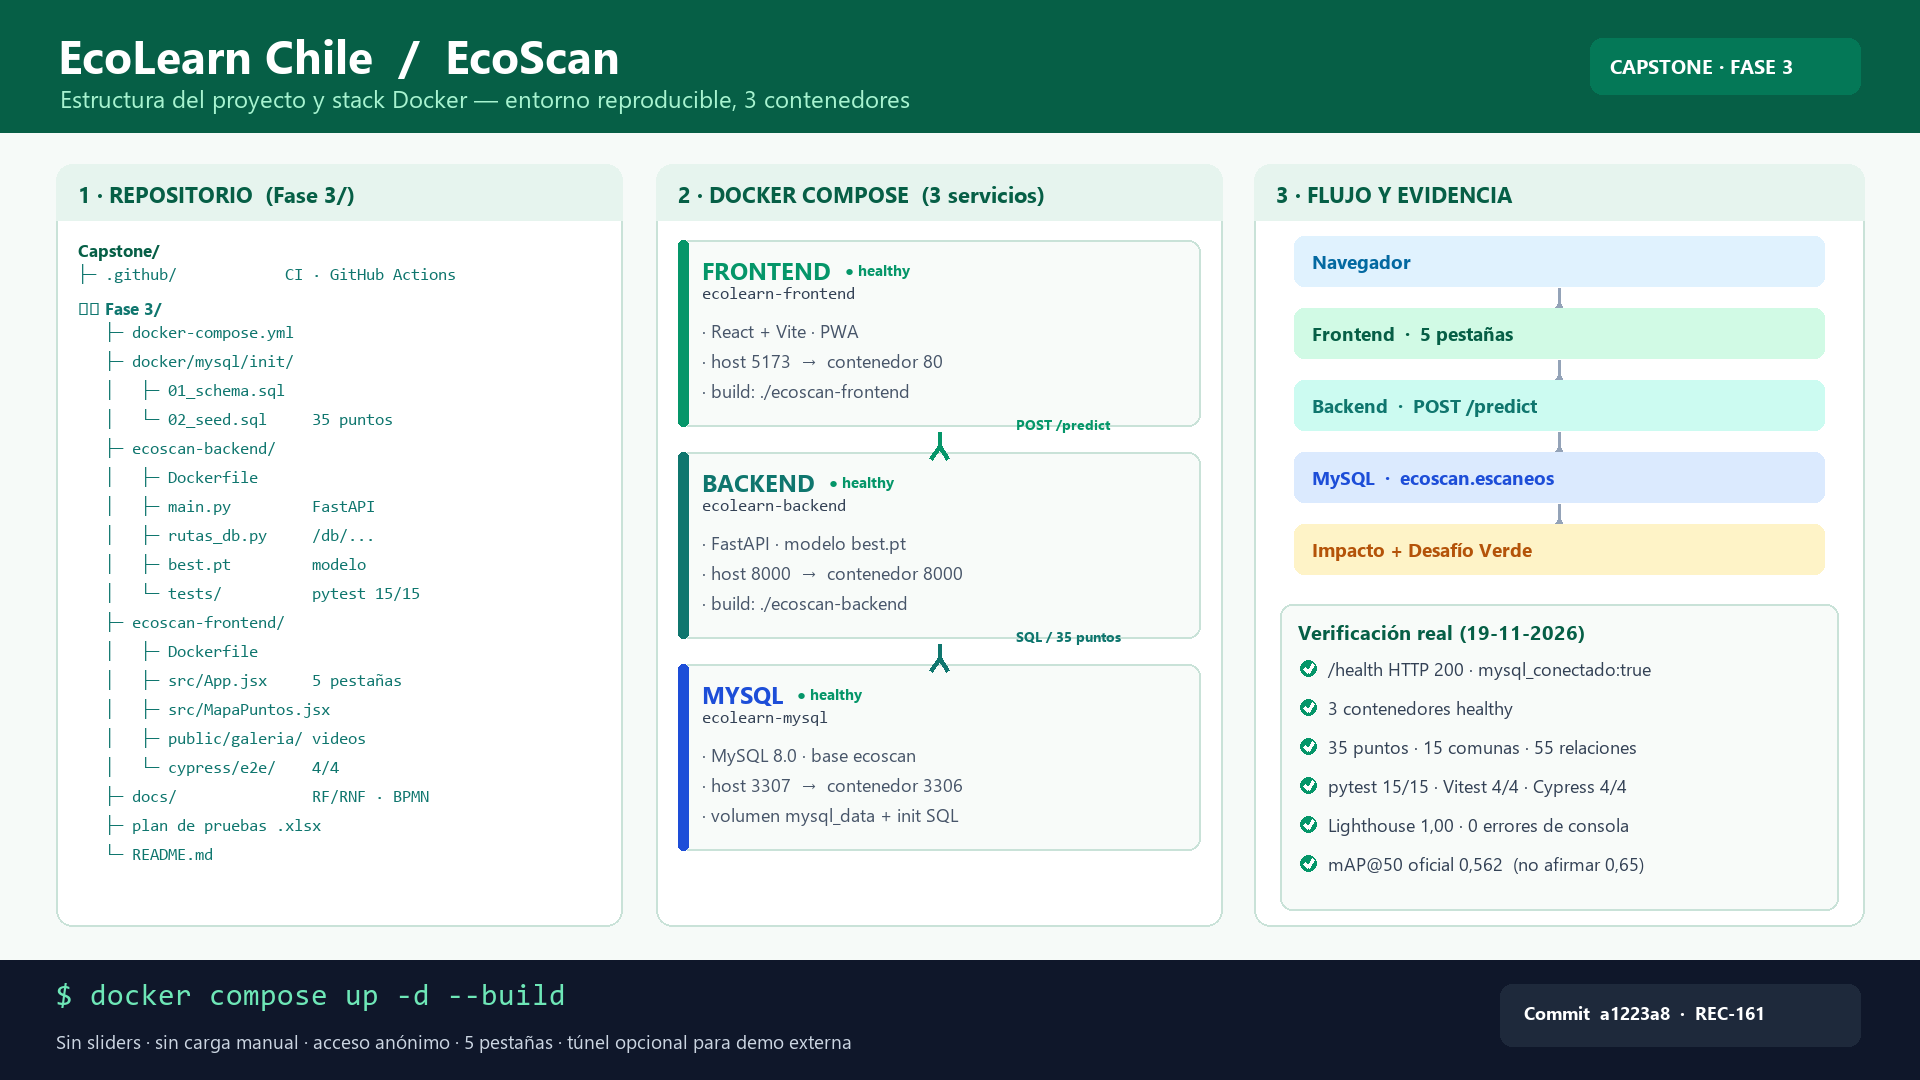 EcoLearn Chile / EcoScan
Estructura del proyecto y stack Docker — entorno reproducible, 3 contenedores
CAPSTONE · FASE 3
1 · REPOSITORIO (Fase 3/)
Capstone/
├─ .github/ CI · GitHub Actions
Fase 3/
├─ docker-compose.yml
├─ docker/mysql/init/
│ ├─ 01_schema.sql
│ └─ 02_seed.sql 35 puntos
├─ ecoscan-backend/
│ ├─ Dockerfile
│ ├─ main.py FastAPI
│ ├─ rutas_db.py /db/...
│ ├─ best.pt modelo
│ └─ tests/ pytest 15/15
├─ ecoscan-frontend/
│ ├─ Dockerfile
│ ├─ src/App.jsx 5 pestañas
│ ├─ src/MapaPuntos.jsx
│ ├─ public/galeria/ videos
│ └─ cypress/e2e/ 4/4
├─ docs/ RF/RNF · BPMN
├─ plan de pruebas .xlsx
└─ README.md
2 · DOCKER COMPOSE (3 servicios)
FRONTEND ● healthy
ecolearn-frontend
· React + Vite · PWA
· host 5173 → contenedor 80
· build: ./ecoscan-frontend
POST /predict
BACKEND ● healthy
ecolearn-backend
· FastAPI · modelo best.pt
· host 8000 → contenedor 8000
· build: ./ecoscan-backend
SQL / 35 puntos
MYSQL ● healthy
ecolearn-mysql
· MySQL 8.0 · base ecoscan
· host 3307 → contenedor 3306
· volumen mysql_data + init SQL
3 · FLUJO Y EVIDENCIA
Navegador
Frontend · 5 pestañas
Backend · POST /predict
MySQL · ecoscan.escaneos
Impacto + Desafío Verde
Verificación real (19-11-2026)
/health HTTP 200 · mysql_conectado:true
3 contenedores healthy
35 puntos · 15 comunas · 55 relaciones
pytest 15/15 · Vitest 4/4 · Cypress 4/4
Lighthouse 1,00 · 0 errores de consola
mAP@50 oficial 0,562 (no afirmar 0,65)
$ docker compose up -d --build
Sin sliders · sin carga manual · acceso anónimo · 5 pestañas · túnel opcional para demo externa
Commit a1223a8 · REC-161